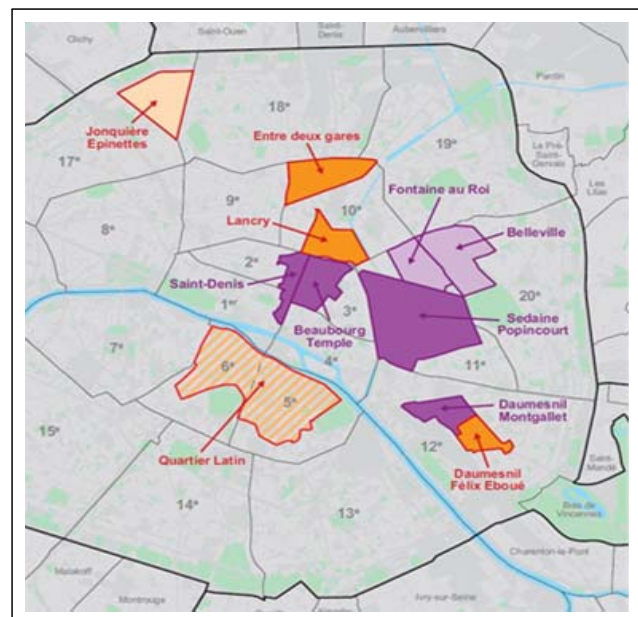 Clichy
Saint-Ouen
Saint-
Denis
Aubervilliers
Pantin
Jonquière
Epinettes
18e
Entre deux gares
19e
Le Pré-
Saint-
Gervais
17e
Les
Lilas
9e
10e
Fontaine au Roi
8e
Lancry
Belleville
2e
Saint-Denis
1er
3e
20e
Beaubourg
Temple
Sedaine
Popincourt
7e
6e
4e
11e
5e
Daumesnil
Montgallet
15e
Quartier Latin
12e
Saint-
Mandé
Daumesnil
Félix Eboué
14e
13e
Bois de
Vincennes
Charenton-le-Pont
Malakoff
Montrouge
Ivry-sur-Seine